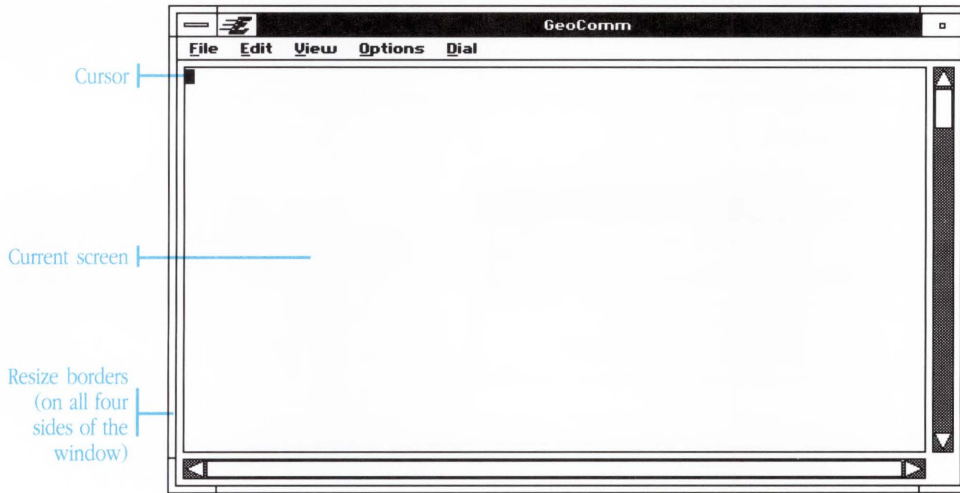 GeoComm
File Edit View Options Dial
Cursor
Current screen
Resize borders
(on all four
sides of the
window)